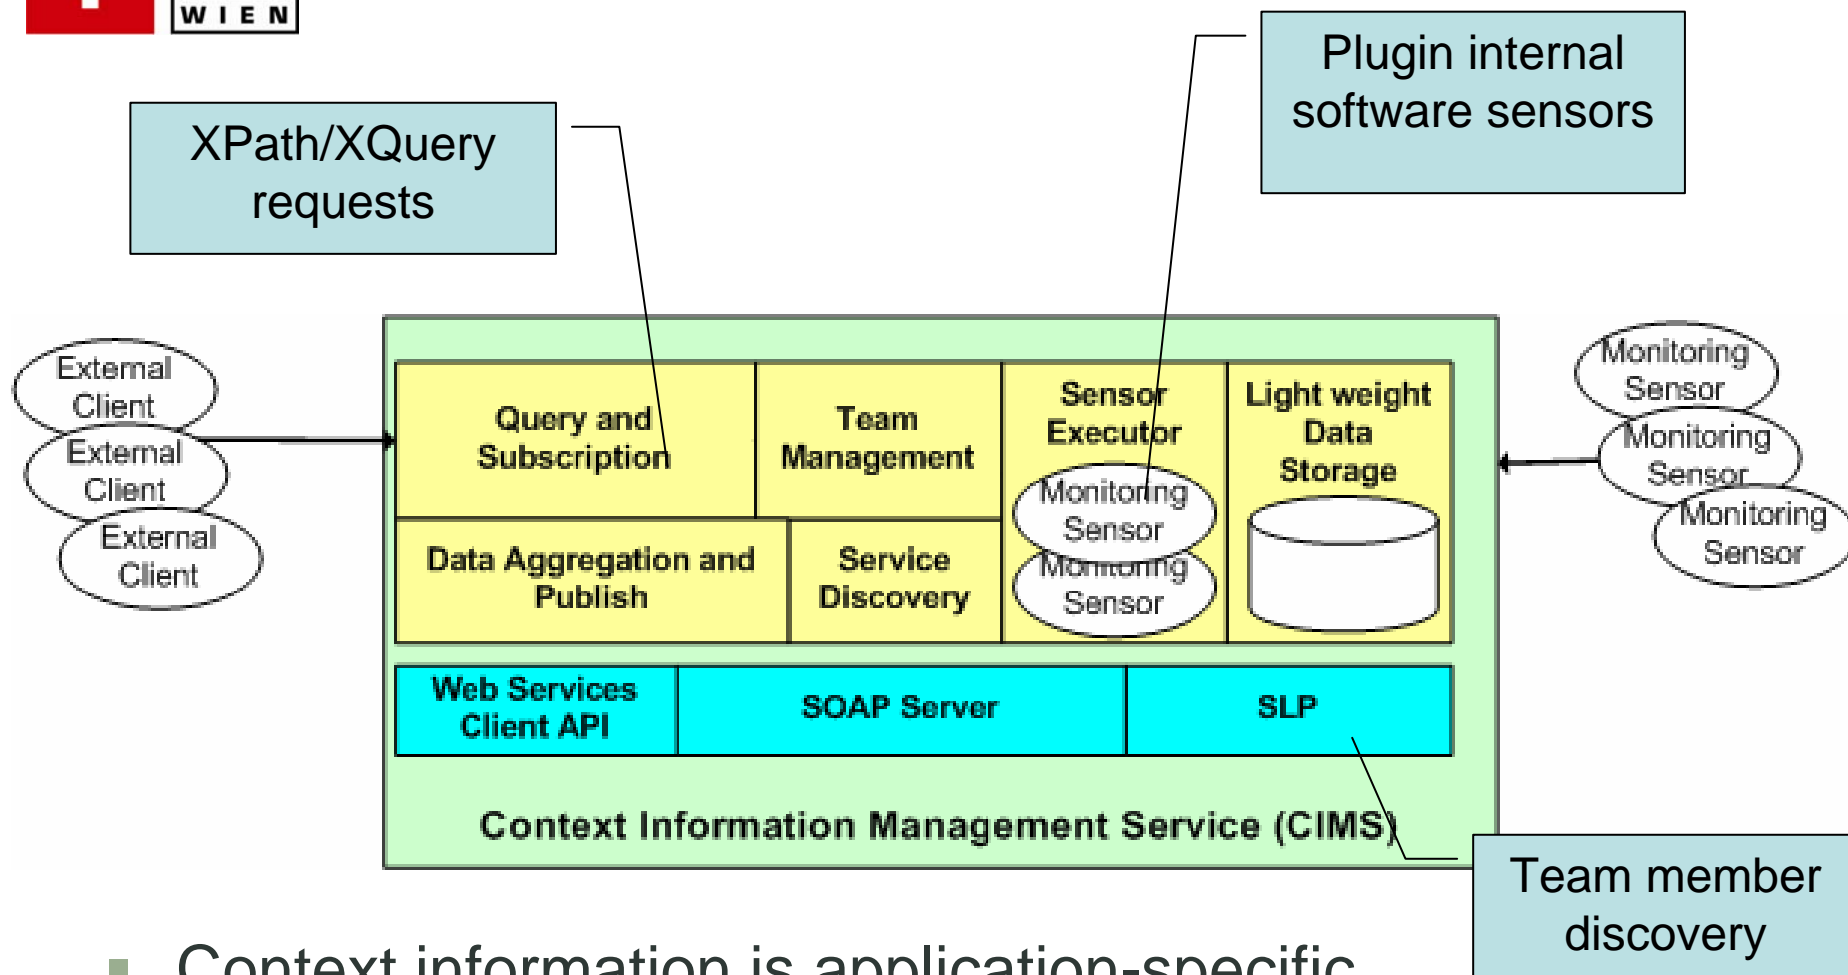 WIEN
Plugin internal
software sensors
XPath/XQuery
requests
External
Client
External
Client
External
Client
Query and
Subscription
Team
Management
Sensor
Executor
Monitoring
Sensor
Monitoring
Sensor
Light weight
Data
Storage
Data Aggregation and
Publish
Service
Discovery
Monitoring
Sensor
Monitoring
Sensor
Monitoring
Sensor
Web Services
Client API
SOAP Server
SLP
Context Information Management Service (CIMS)
Team member
discovery
Context information is application-specific